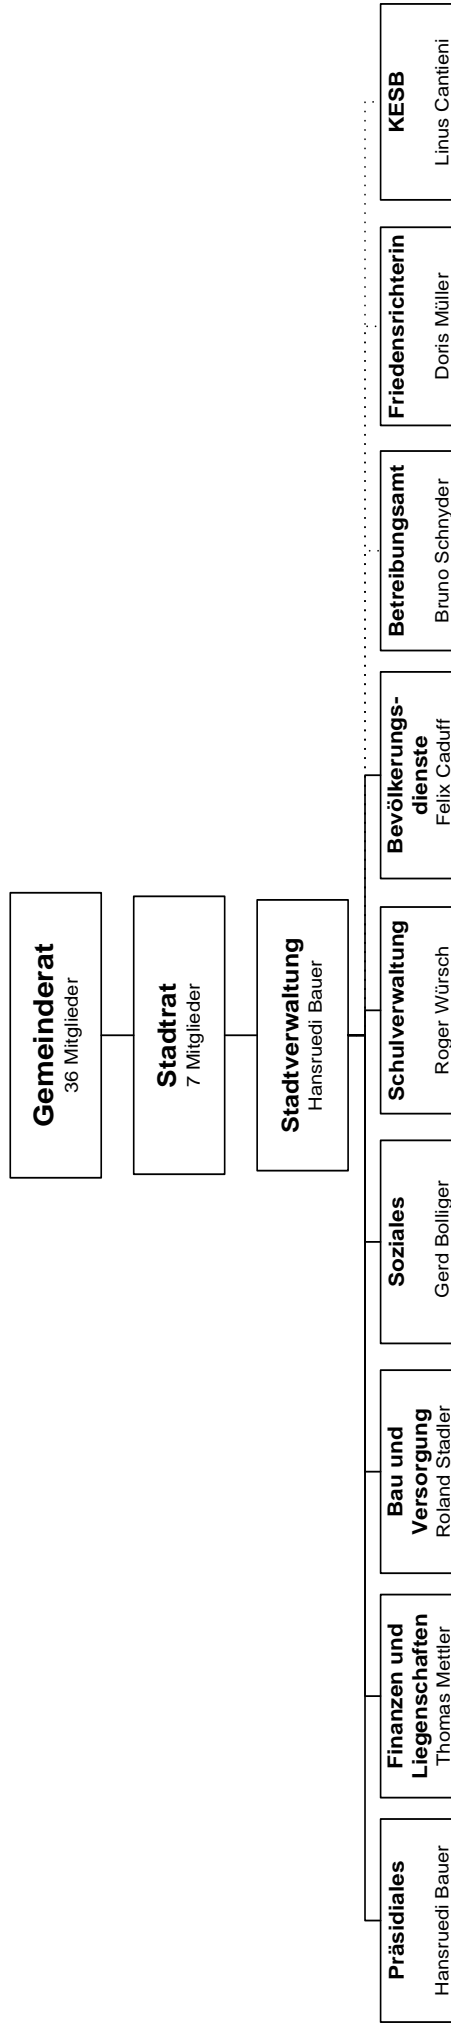 Gemeinderat
36 Mitglieder
Stadtrat
7 Mitglieder
Stadtverwaltung
Hansruedi Bauer
Präsidiales
Hansruedi Bauer
Finanzen und
Liegenschaften
Thomas Mettler
Bau und
Versorgung
Roland Stadler
Soziales
Gerd Bolliger
Schulverwaltung
Roger Würsch
Bevölkerungs-
dienste
Felix Caduff
Betreibungsamt
Bruno Schnyder
Friedensrichterin
Doris Müller
KESB
Linus Cantieni